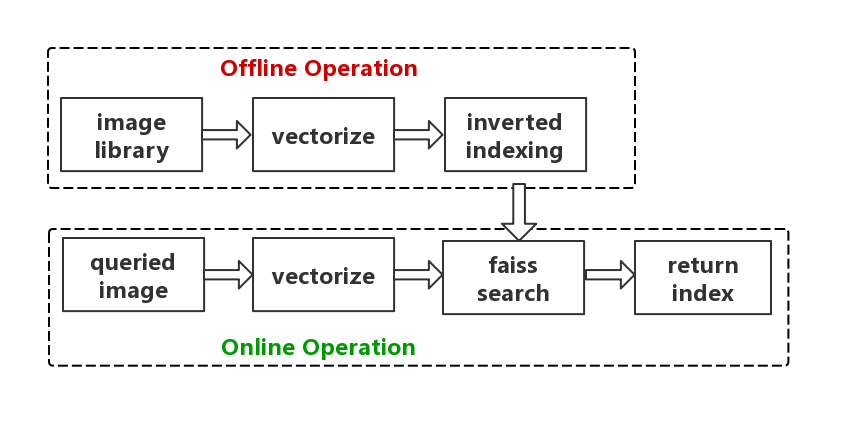 Offline Operation
image
library
vectorize
inverted
indexing
queried
image
vectorize
faiss
search
return
index
Online Operation